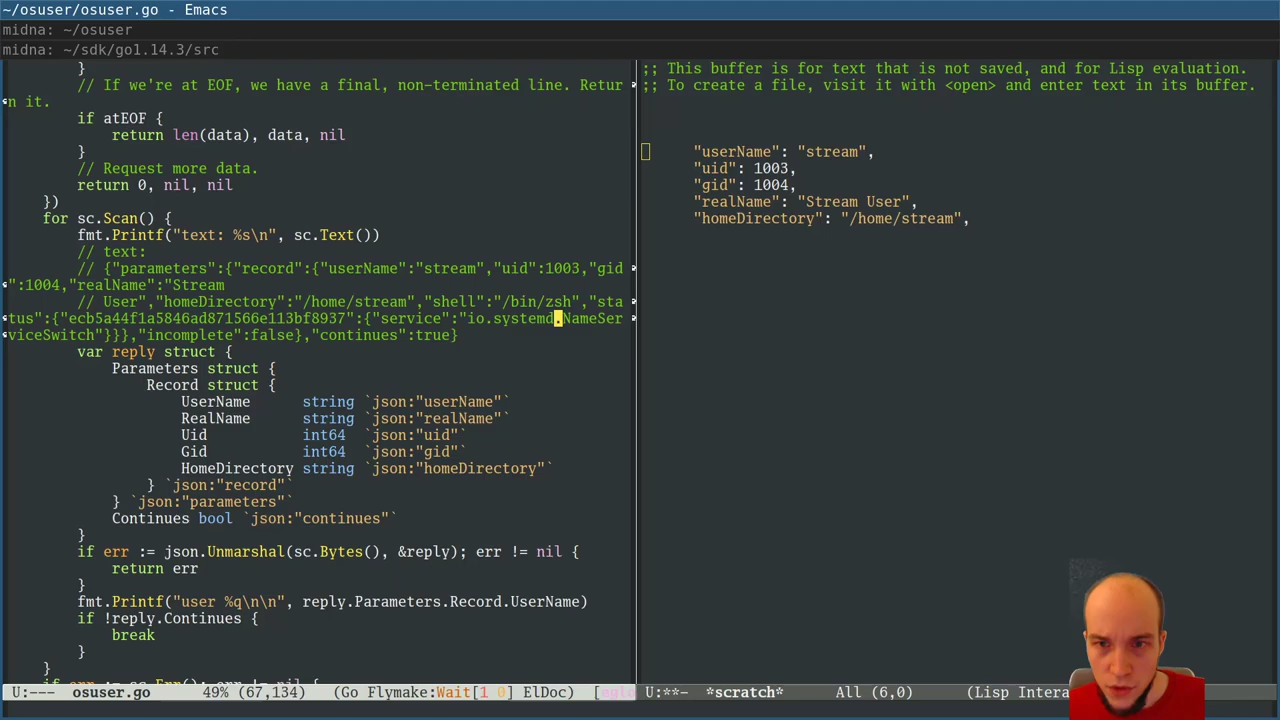 ~/osuser/osuser.go - Emacs
midna: ~/osuser
midna: ~/sdk/go1.14.3/src
}
// If we're at EOF, we have a final, non-terminated line. Retur
n it.
if atEOF {
return len(data), data, nil
}
// Request more data.
return 0, nil, nil
})
for sc.Scan() {
fmt.Printf("text: %s\n", sc.Text())
// text:
// {"parameters":{"record":{"userName":"stream","uid":1003,"gid
":1004,"realName":"Stream
// User","homeDirectory":"/home/stream","shell":"/bin/zsh","sta
tus":{"ecb5a44f1a5846ad871566e113bf8937":{"service":"io.systemd.NameSer
viceSwitch"}}},"incomplete":false},"continues":true}
var reply struct {
Parameters struct {
Record struct {
UserName string `json:"userName"`
RealName string `json:"realName"`
Uid int64 `json:"uid"`
Gid int64 `json:"gid"`
HomeDirectory string `json:"homeDirectory"`
} `json:"record"`
} `json:"parameters"`
Continues bool `json:"continues"`
}
if err := json.Unmarshal(sc.Bytes(), &reply); err != nil {
return err
}
fmt.Printf("user %q\n\n", reply.Parameters.Record.UserName)
if !reply.Continues {
break
}
}
U:--- osuser.go 49% (67,134) (Go Flymake:Wait[1 0] ElDoc) [eglo
;; This buffer is for text that is not saved, and for Lisp evaluation.
;; To create a file, visit it with <open> and enter text in its buffer.
"userName": "stream",
"uid": 1003,
"gid": 1004,
"realName": "Stream User",
"homeDirectory": "/home/stream",
U:**- *scratch* All (6,0) (Lisp Intera